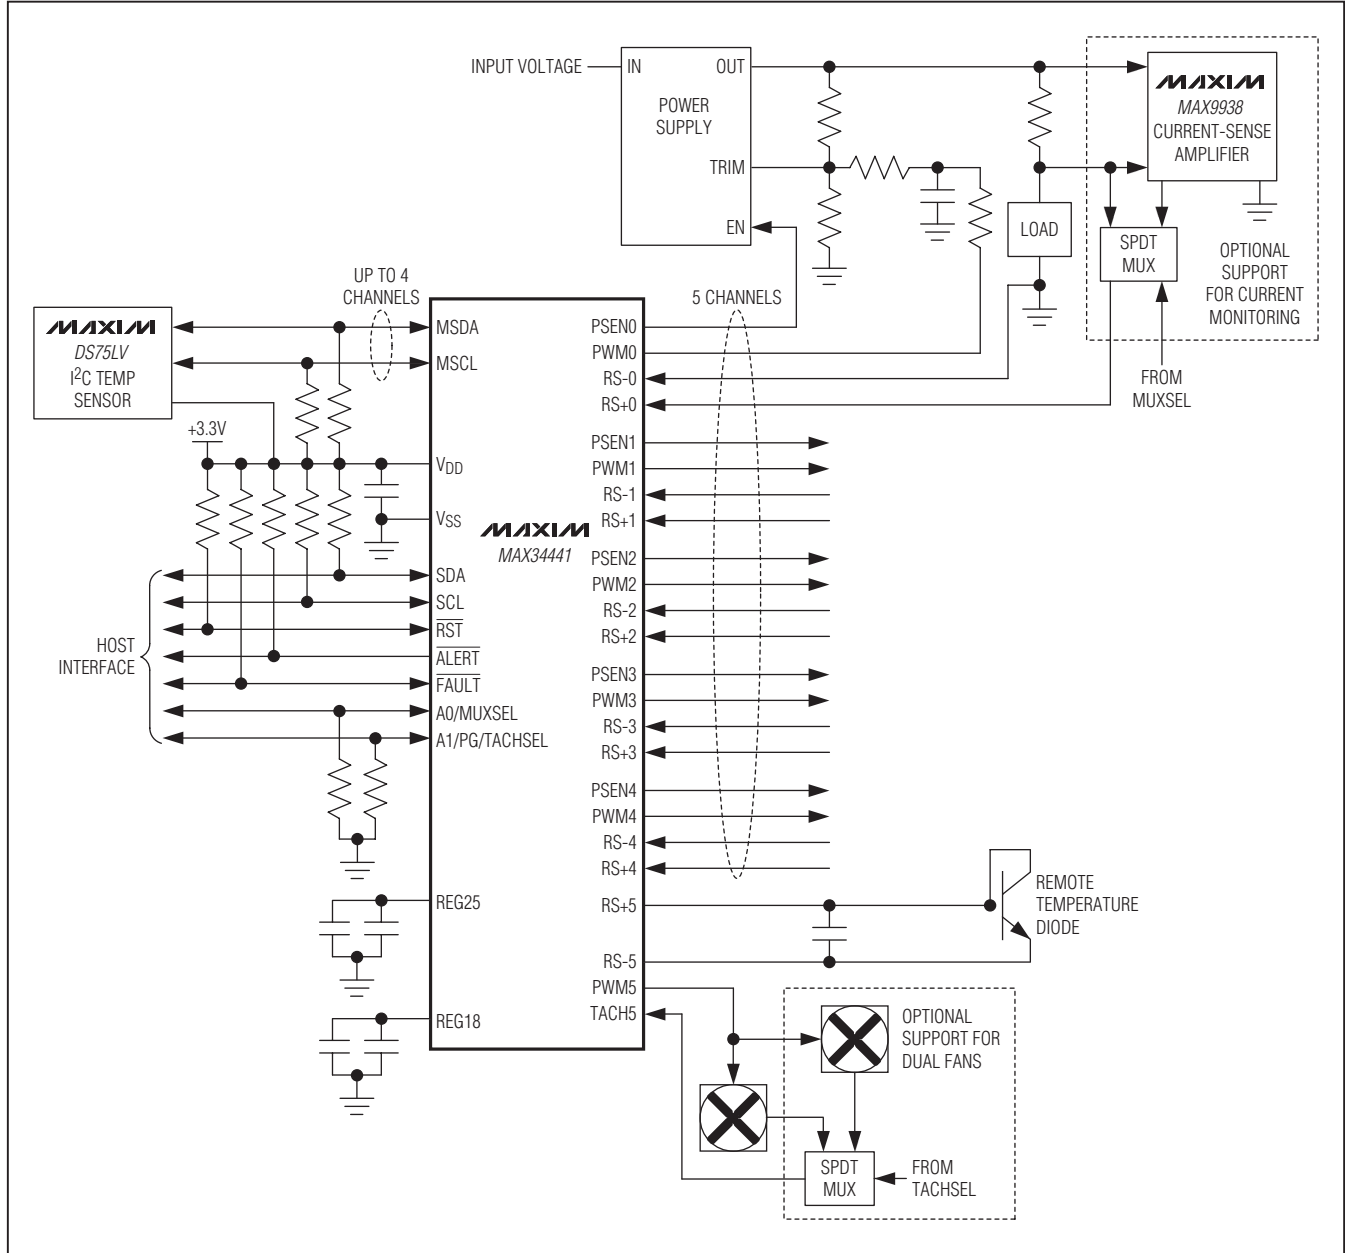 INPUT VOLTAGE
IN
OUT
POWER
SUPPLY
TRIM
EN
MAXIM
MAX9938
CURRENT-SENSE
AMPLIFIER
LOAD
SPDT
MUX
OPTIONAL
SUPPORT
FOR CURRENT
MONITORING
FROM
MUXSEL
UP TO 4
CHANNELS
5 CHANNELS
MAXIM
DS75LV
I2C TEMP
SENSOR
+3.3V
MSDA
MSCL
VDD
VSS
SDA
SCL
RST
ALERT
FAULT
A0/MUXSEL
A1/PG/TACHSEL
REG25
REG18
HOST
INTERFACE
MAXIM
MAX34441
PSEN0
PWM0
RS-0
RS+0
PSEN1
PWM1
RS-1
RS+1
PSEN2
PWM2
RS-2
RS+2
PSEN3
PWM3
RS-3
RS+3
PSEN4
PWM4
RS-4
RS+4
RS+5
RS-5
PWM5
TACH5
REMOTE
TEMPERATURE
DIODE
OPTIONAL
SUPPORT FOR
DUAL FANS
SPDT
MUX
FROM
TACHSEL